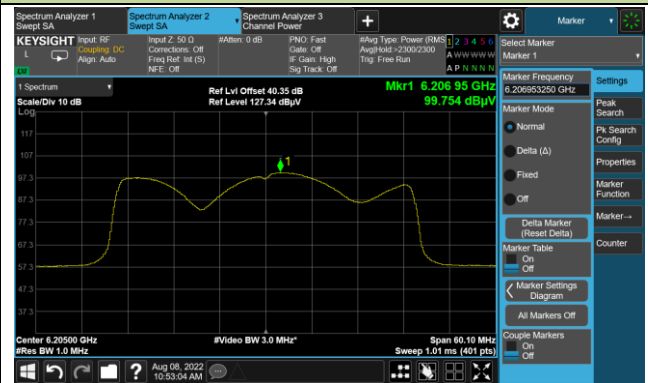 Spectrum Analyzer 1
Swept SA
Spectrum Analyzer 2
Swept SA
Spectrum Analyzer 3
Channel Power
Marker
KEYSIGHT
L
Input: RF
Coupling: DC
Align: Auto
Input Z: 50 Ω
Corrections: Off
Freq Ref: Int (S)
NFE: Off
#Atten: 0 dB
PNO: Fast
Gate: Off
IF Gain: High
Sig Track: Off
#Avg Type: Power (RMS
Avg|Hold:>2300/2300
Trig: Free Run
1 2 3 4 5 6
A W W W W W
A P N N N N
Select Marker
Marker 1
1 Spectrum
Scale/Div 10 dB
Log
Ref Lvl Offset 40.35 dB
Ref Level 127.34 dBµV
Mkr1 6.206 95 GHz
99.754 dBµV
117
107
97.3
87.3
77.3
67.3
57.3
47.3
37.3
1
Center 6.20500 GHz
#Res BW 1.0 MHz
#Video BW 3.0 MHz*
Span 60.10 MHz
Sweep 1.01 ms (401 pts)
Marker Frequency
6.206953250 GHz
Marker Mode
Normal
Delta (Δ)
Fixed
Off
Delta Marker
(Reset Delta)
Marker Table
On
Off
Marker Settings
Diagram
All Markers Off
Couple Markers
On
Off
Settings
Peak
Search
Pk Search
Config
Properties
Marker
Function
Marker→
Counter
?
Aug 08, 2022
10:53:04 AM